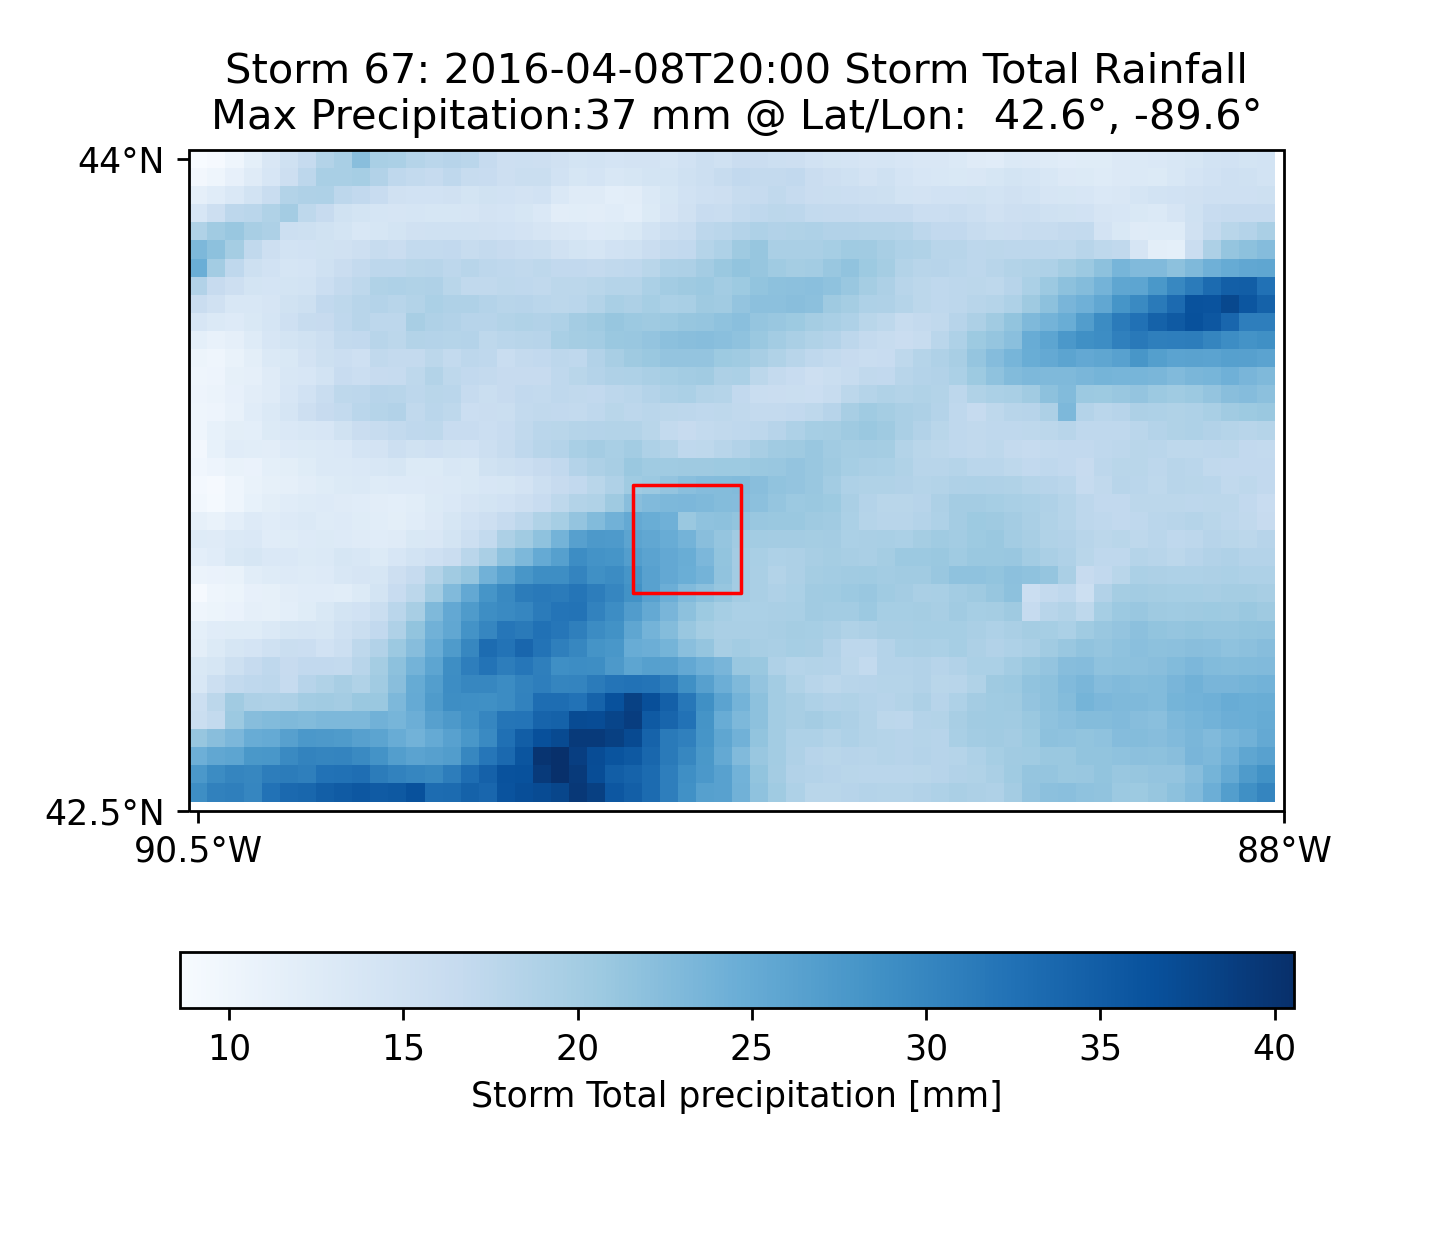 Storm 67: 2016-04-08T20:00 Storm Total Rainfall
Max Precipitation:37 mm @ Lat/Lon:  42.6°, -89.6°
44°N
42.5°N
90.5°W
88°W
10
15
20
25
30
35
40
Storm Total precipitation [mm]